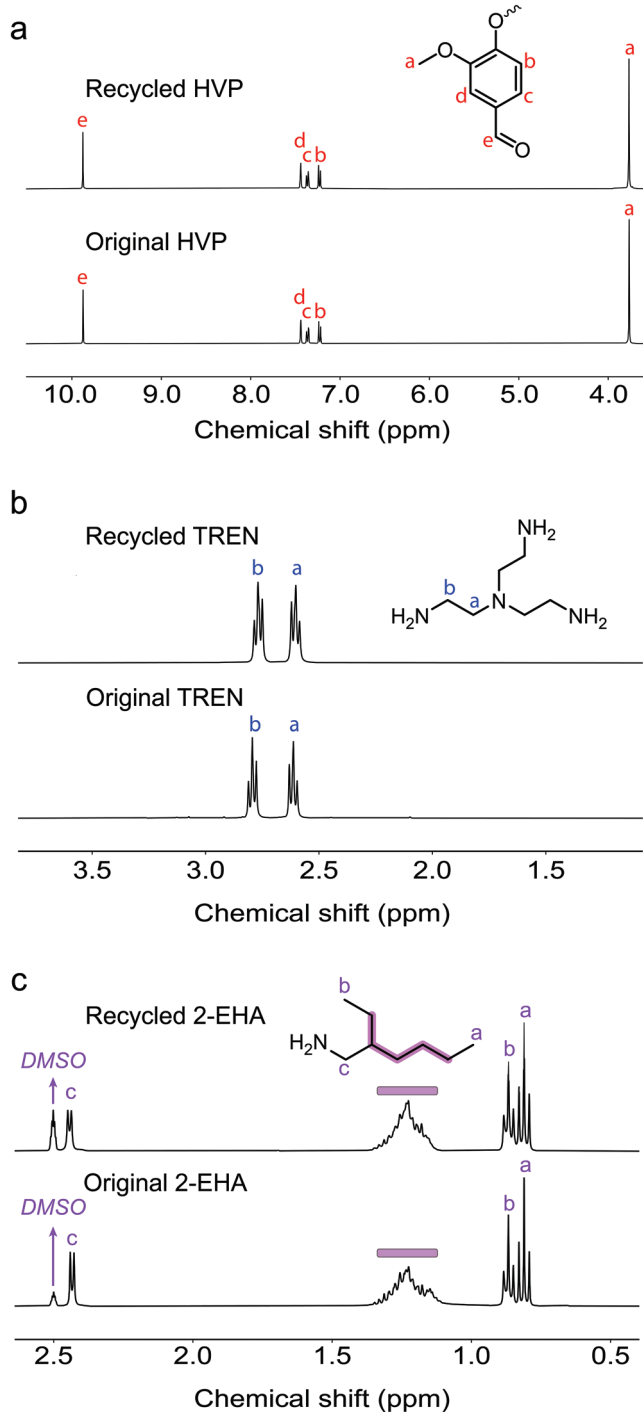 a
O
a O b a
Recycled HVP
d c
e
e O
d
c b
a
Original HVP
e
d
c b
10.0 9.0 8.0 7.0 6.0 5.0 4.0
Chemical shift (ppm)
b
Recycled TREN
NH2
b a
b
N
a
H2N NH2
Original TREN
b a
3.5 3.0 2.5 2.0 1.5
Chemical shift (ppm)
c
b
Recycled 2-EHA
a
a
H2N
b
DMSO
c
c
Original 2-EHA
a
DMSO
b
c
2.5 2.0 1.5 1.0 0.5
Chemical shift (ppm)